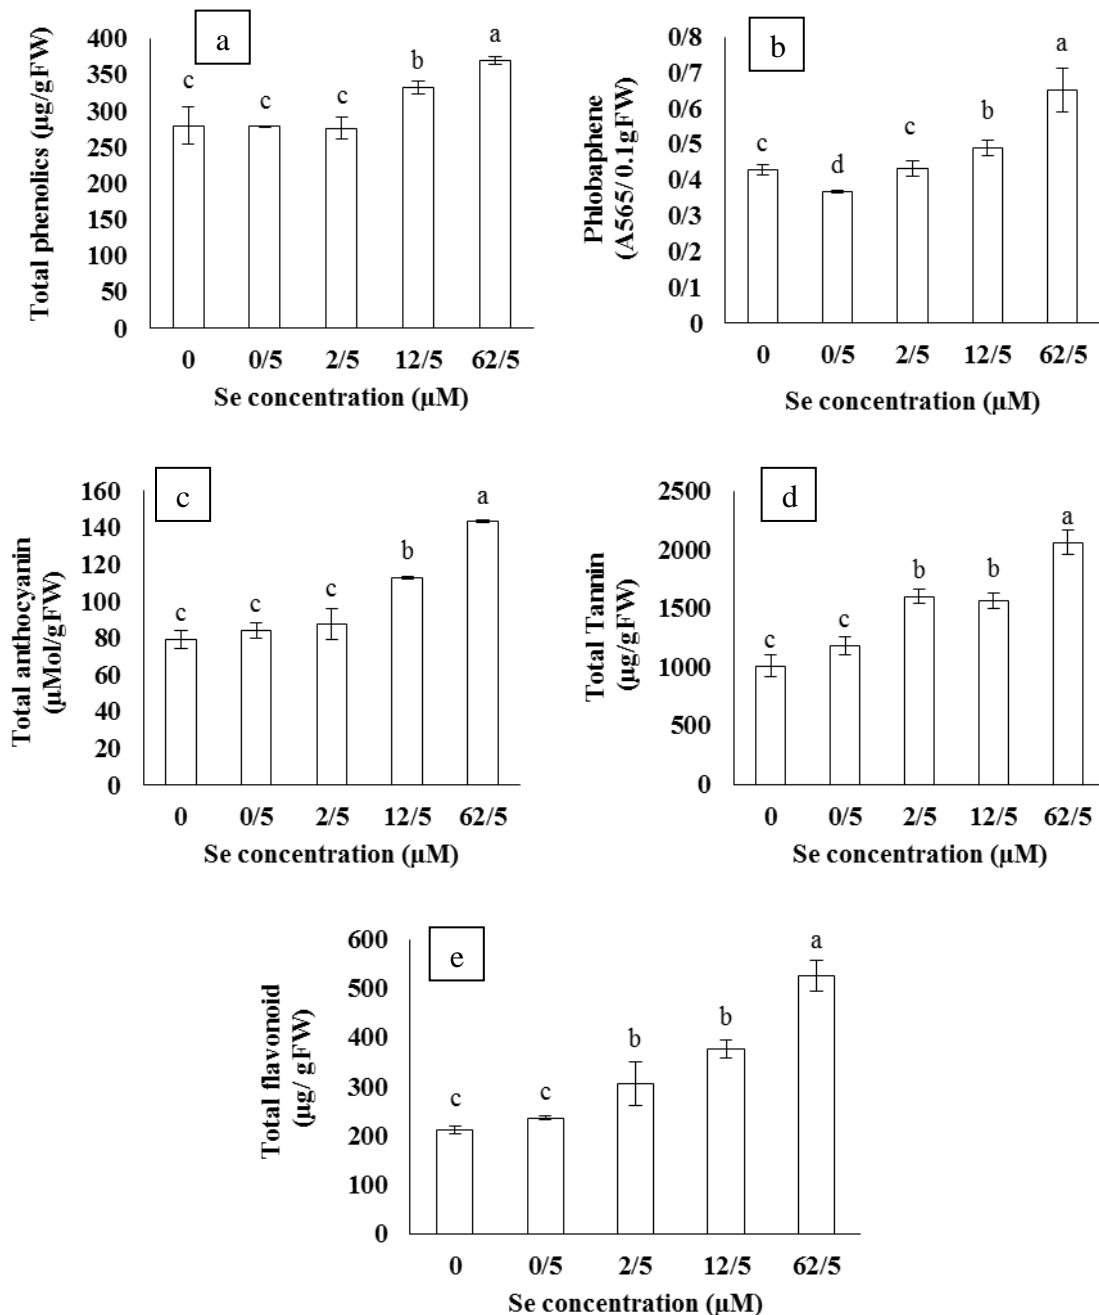 a
Total phenolics (µg/gFW)
400
350
300
250
200
150
100
50
0
c
c
c
b
a
0 0/5 2/5 12/5 62/5
Se concentration (µM)
b
Phlobaphene
(A565/ 0.1gFW)
0/8
0/7
0/6
0/5
0/4
0/3
0/2
0/1
0
c
d
c
b
a
0 0/5 2/5 12/5 62/5
Se concentration (µM)
c
Total anthocyanin
(µMol/gFW)
160
140
120
100
80
60
40
20
0
c
c
c
b
a
0 0/5 2/5 12/5 62/5
Se concentration (µM)
d
Total Tannin
(µg/gFW)
2500
2000
1500
1000
500
0
c
c
b
b
a
0 0/5 2/5 12/5 62/5
Se concentration (µM)
e
Total flavonoid
(µg/ gFW)
600
500
400
300
200
100
0
c
c
b
b
a
0 0/5 2/5 12/5 62/5
Se concentration (µM)